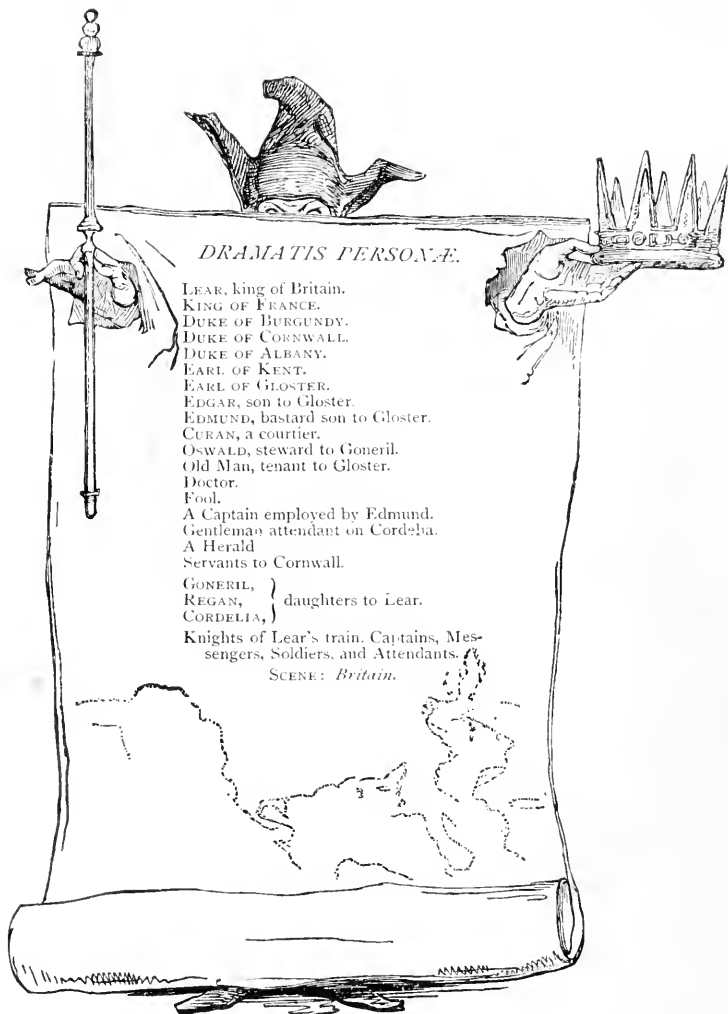 DRAMATIS PERSONÆ.
LEAR, king of Britain.
KING OF FRANCE.
DUKE OF BURGUNDY.
DUKE OF CORNWALL.
DUKE OF ALBANY.
EARL OF KENT.
EARL OF GLOSTER.
EDGAR, son to Gloster.
EDMUND, bastard son to Gloster.
CURAN, a courtier.
OSWALD, steward to Goneril.
Old Man, tenant to Gloster.
Doctor.
Fool.
A Captain employed by Edmund.
Gentleman attendant on Cordelia.
A Herald
Servants to Cornwall.
GONERIL,
REGAN, } daughters to Lear.
CORDELIA,
Knights of Lear's train. Captains, Mes-
sengers, Soldiers, and Attendants.
SCENE: Britain.